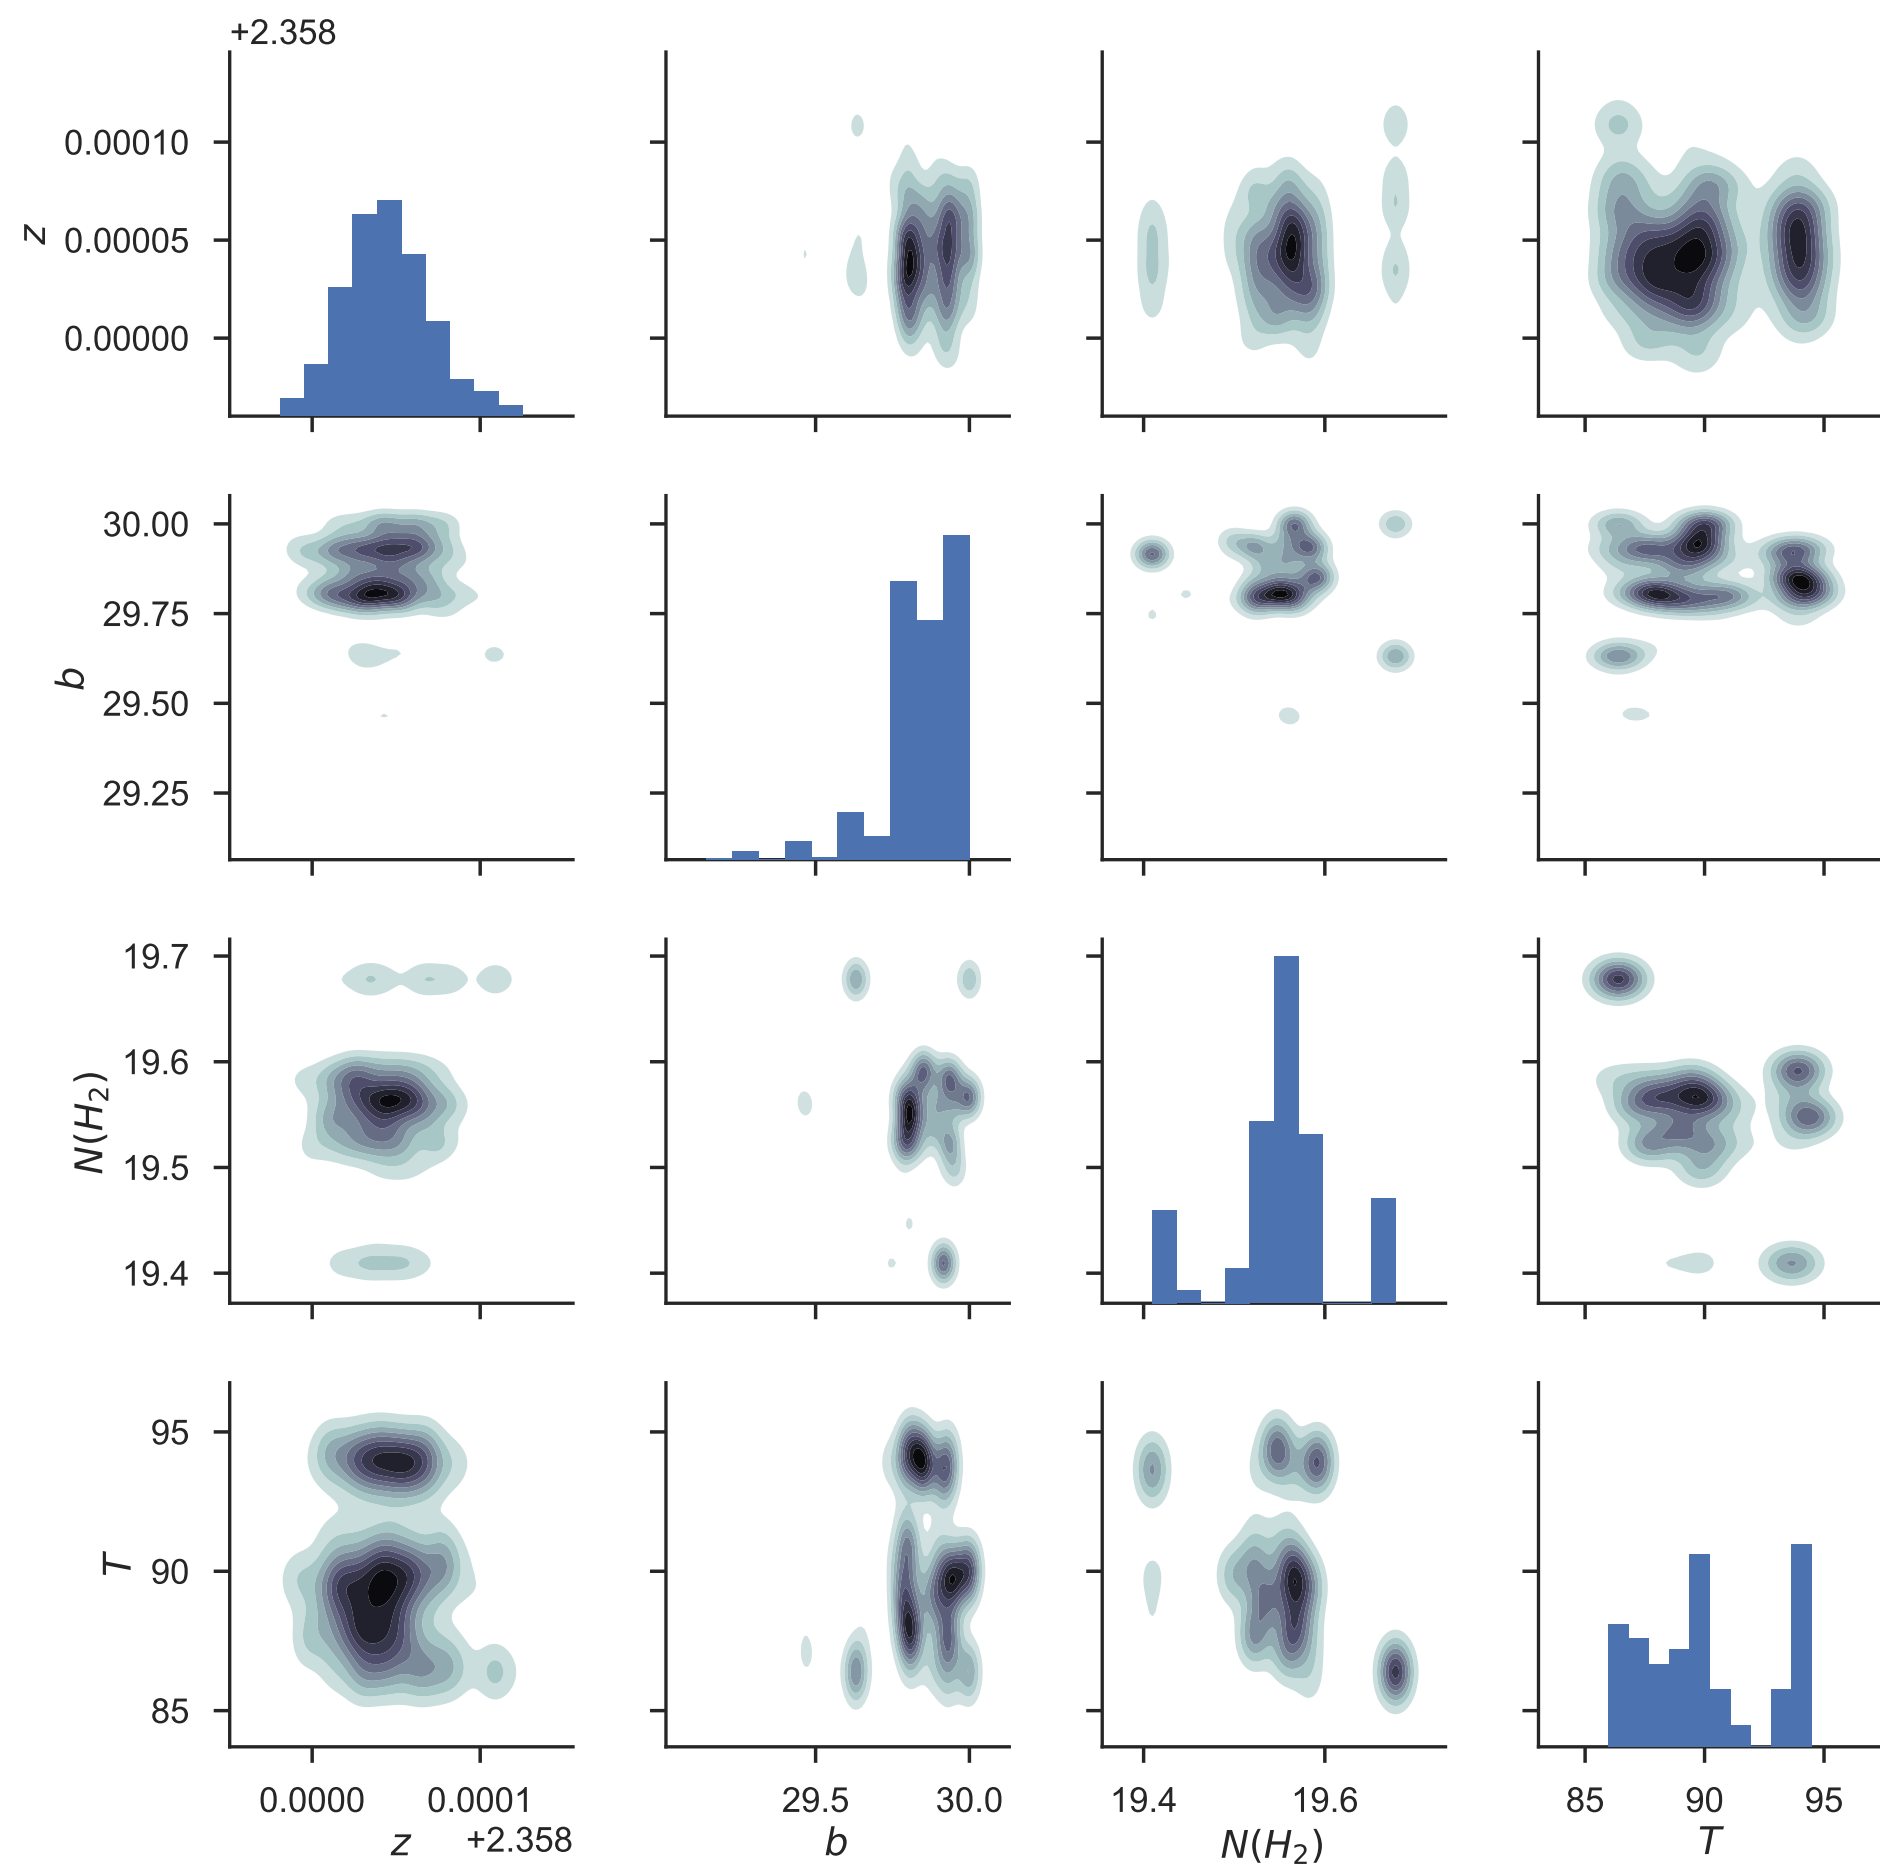 +2.358
0.00010
0.00005
0.00000
z
30.00
29.75
29.50
29.25
b
19.7
19.6
19.5
19.4
N(H₂)
95
90
85
T
0.0000 0.0001 29.5 30.0 19.4 19.6 85 90 95
z +2.358 b N(H₂) T